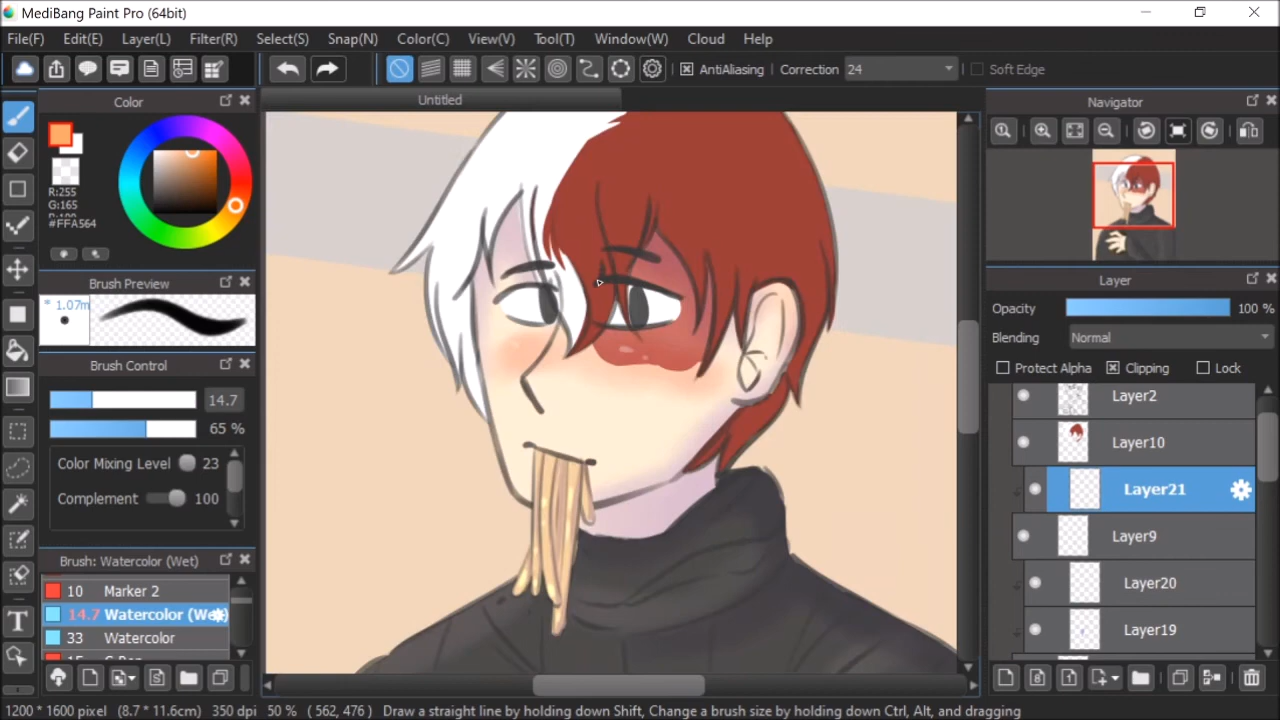 MediBang Paint Pro (64bit)
File(F) Edit(E) Layer(L) Filter(R) Select(S) Snap(N) Color(C) View(V) Tool(T) Window(W) Cloud Help
AntiAliasing Correction 24 Soft Edge
Color
Untitled
Navigator
R:255
G:165
#FFA564
Brush Preview
* 1.07m
Brush Control
14.7
65 %
Color Mixing Level 23
Complement 100
Brush: Watercolor (Wet)
10 Marker 2
14.7 Watercolor (Wet)
33 Watercolor
Layer
Opacity 100 %
Blending Normal
Protect Alpha Clipping Lock
Layer2
Layer10
Layer21
Layer9
Layer20
Layer19
T
1200 * 1600 pixel (8.7 * 11.6cm) 350 dpi 50 % ( 562, 476 ) Draw a straight line by holding down Shift, Change a brush size by holding down Ctrl, Alt, and dragging